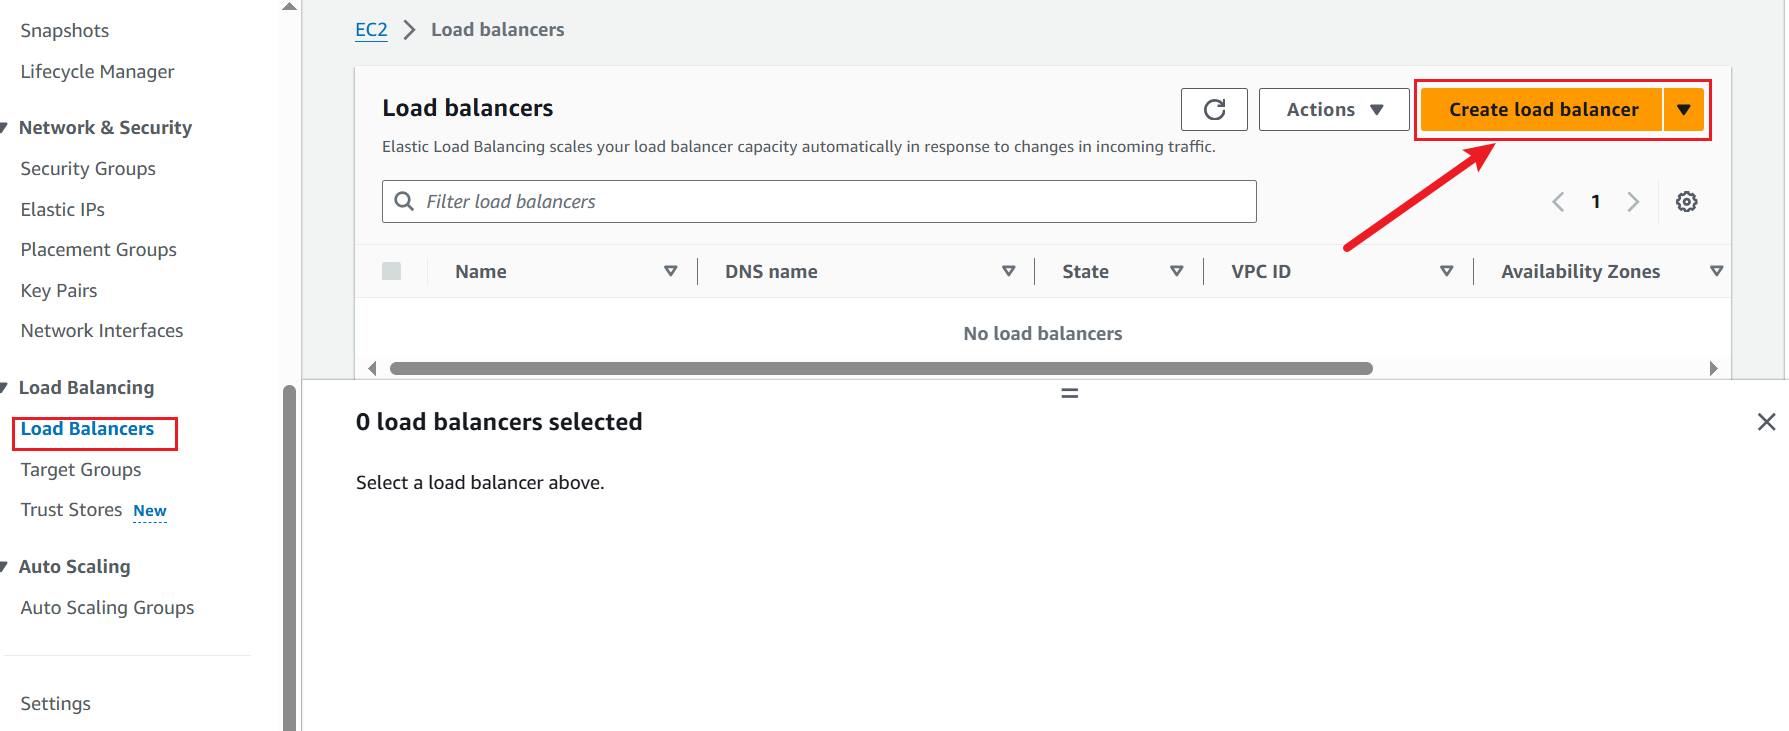 Snapshots
Lifecycle Manager
Network & Security
Security Groups
Elastic IPs
Placement Groups
Key Pairs
Network Interfaces
Load Balancing
Load Balancers
Target Groups
Trust Stores New
Auto Scaling
Auto Scaling Groups
Settings
EC2 Load balancers
Load balancers
Actions
Create load balancer
Elastic Load Balancing scales your load balancer capacity automatically in response to changes in incoming traffic.
Filter load balancers
1
Name DNS name State VPC ID Availability Zones
No load balancers
0 load balancers selected
Select a load balancer above.